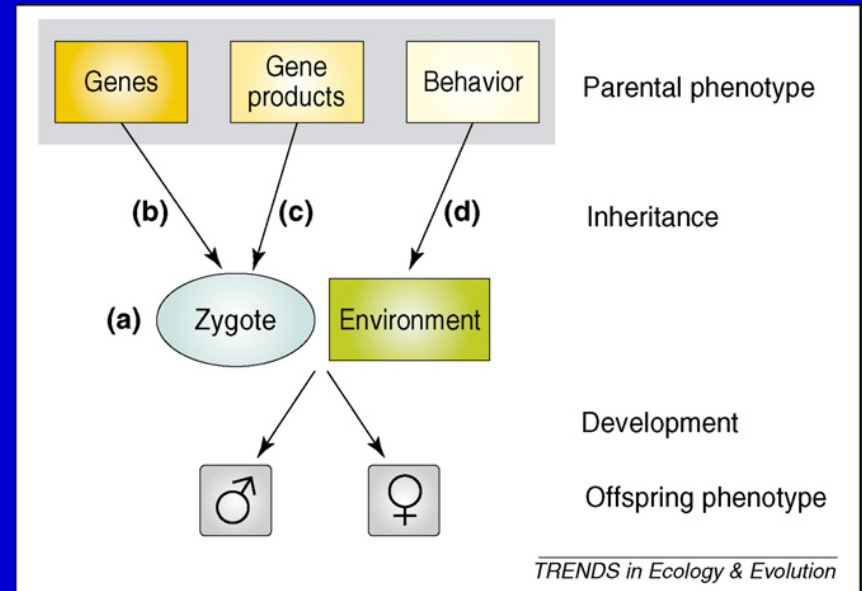 Genes
Gene
products
Behavior
Parental phenotype
(b)
(c)
(d)
Inheritance
(a)
Zygote
Environment
Development
Offspring phenotype
TRENDS in Ecology & Evolution